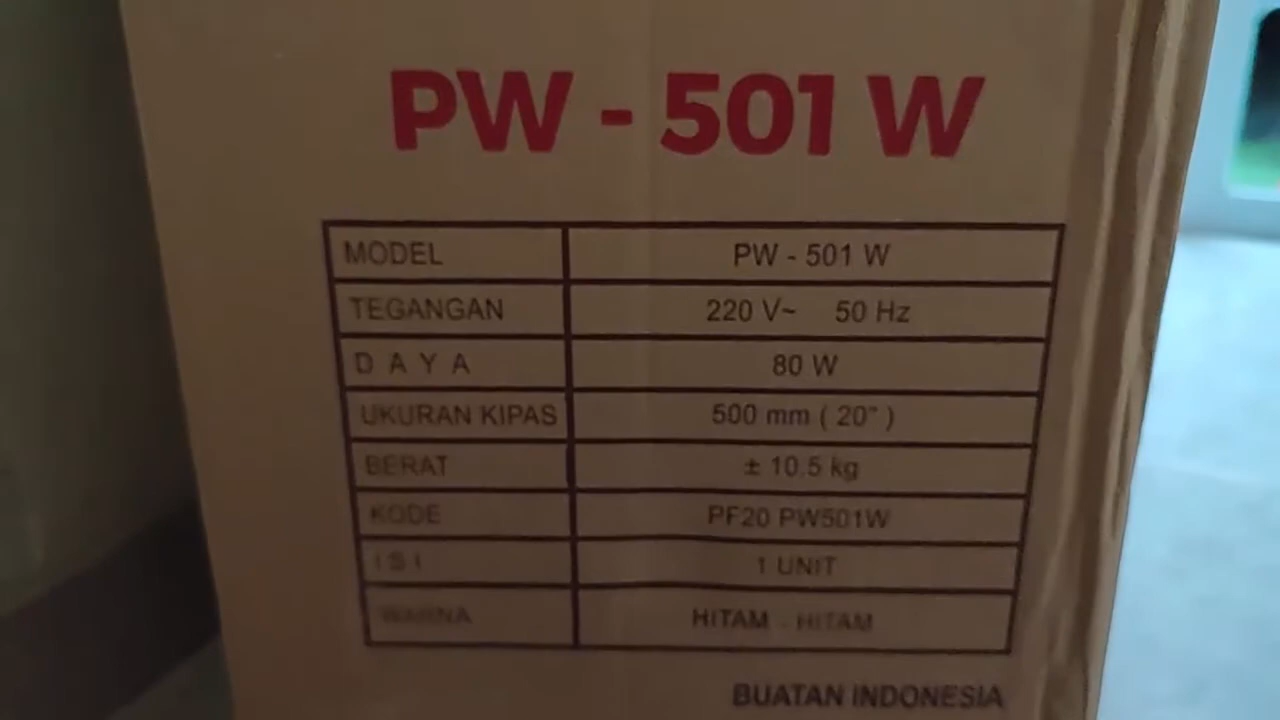 PW - 501 W
MODEL PW - 501 W
TEGANGAN 220 V~ 50 Hz
D A Y A 80 W
UKURAN KIPAS 500 mm ( 20" )
BERAT ± 10.5 kg
KODE PF20 PW501W
I S I 1 UNIT
WARNA HITAM - HITAM
BUATAN INDONESIA